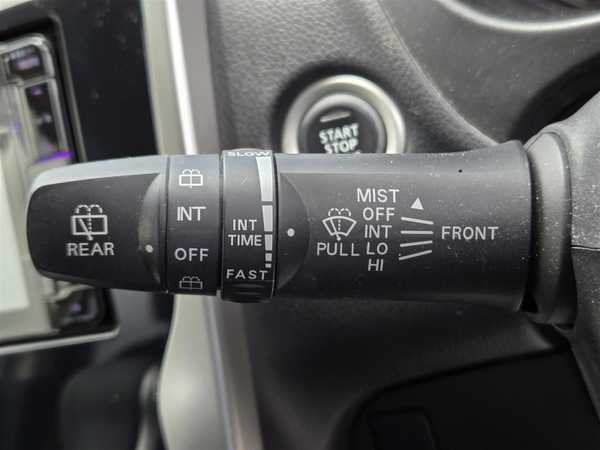 START
STOP
SLOW
INT
OFF
REAR
INT
TIME
FAST
MIST
OFF
INT
LO
HI
PULL
FRONT